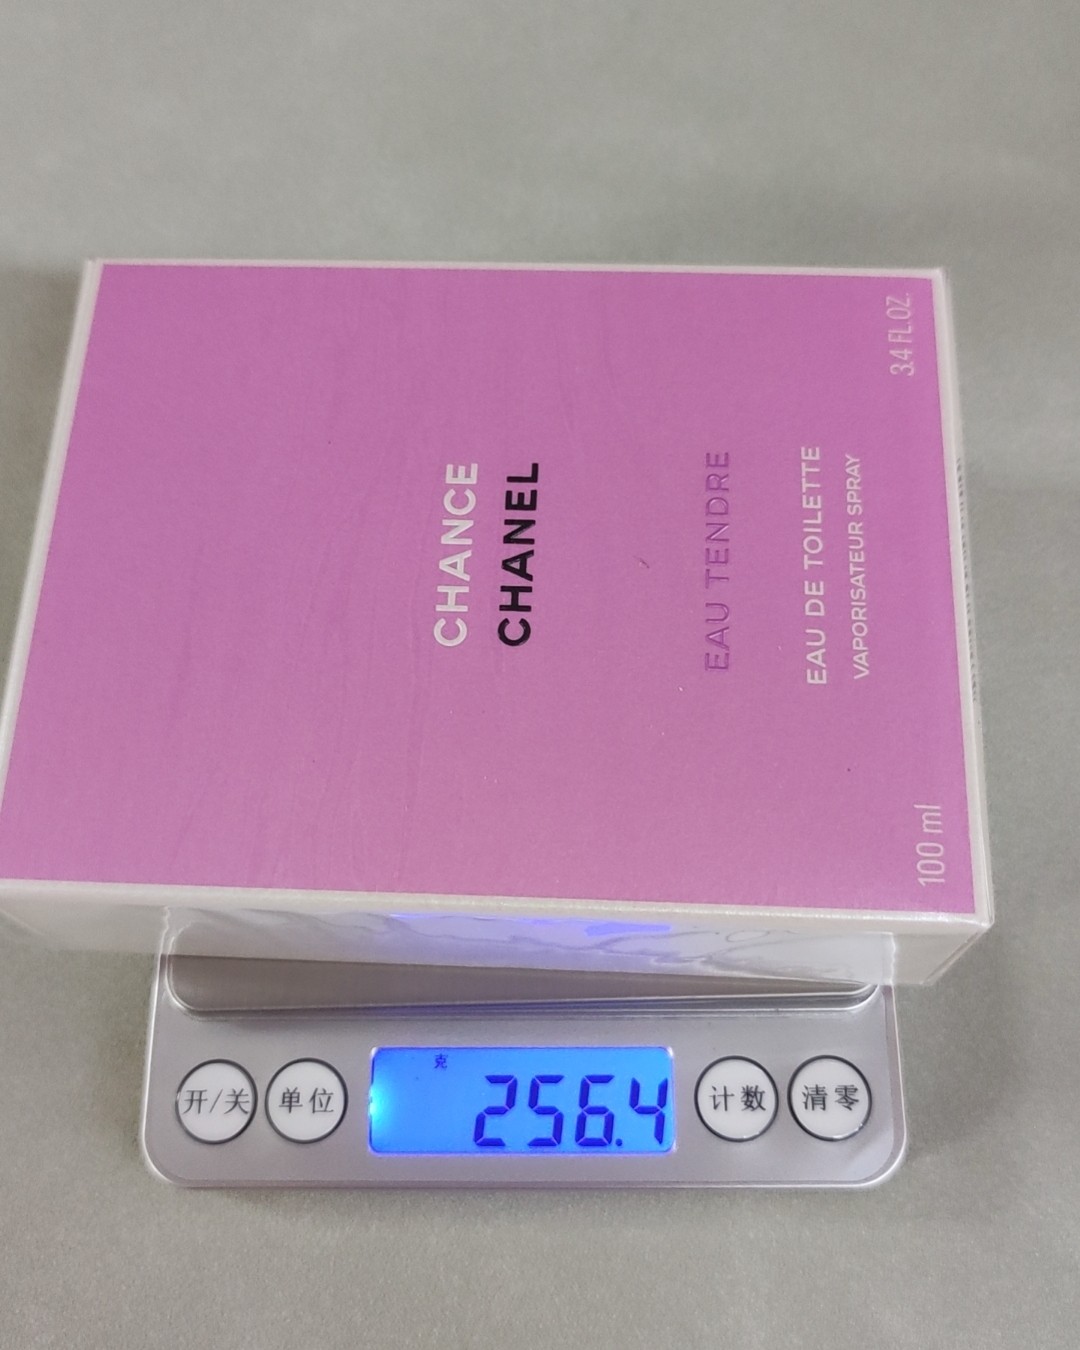 CHANCE
CHANEL
EAU TENDRE
EAU DE TOILETTE
VAPORISATEUR SPRAY
100 ml
3.4 FL.OZ.
克
256.4
开/关
单位
计数
清零